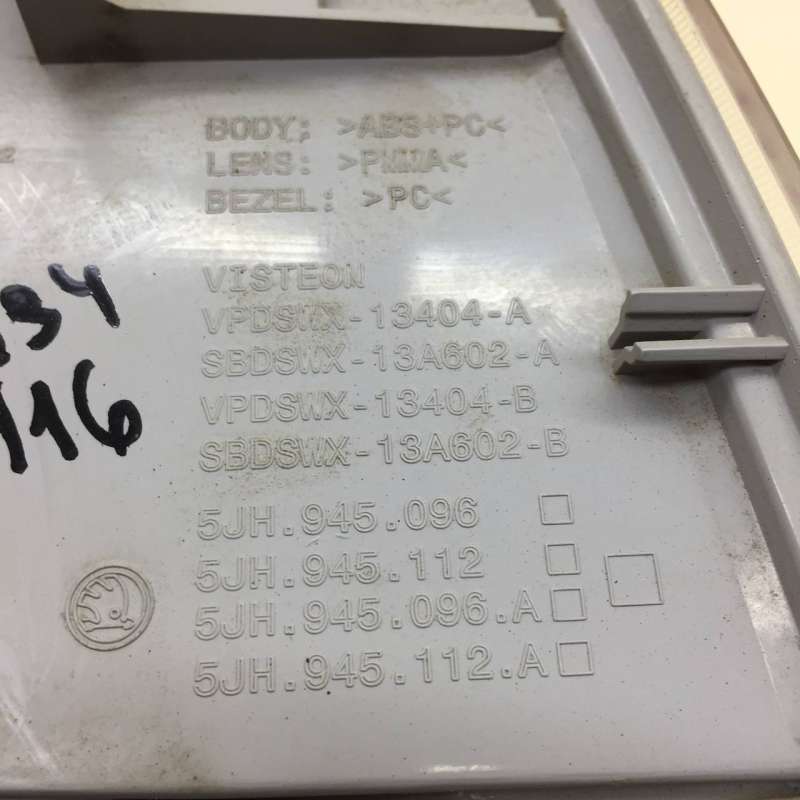 BODY: >ABS+PC<
LENS: >PMMA<
BEZEL: >PC<
VISTEON
VPDSWX-13404-A
SBDSWX-13A602-A
VPDSWX-13404-B
SBDSWX-13A602-B
5JH.945.096
5JH.945.112
5JH.945.096.A
5JH.945.112.A
34
116